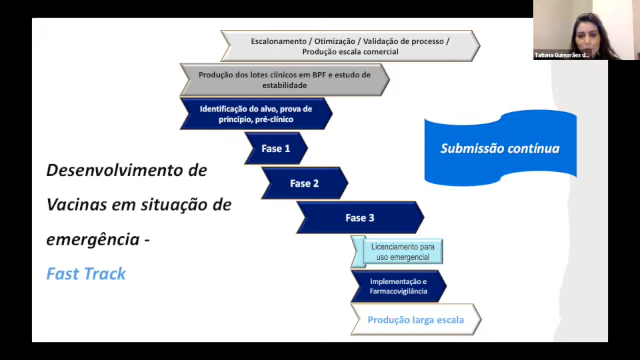 Escalonamento / Otimização / Validação de processo /
Produção escala comercial
Produção dos lotes clínicos em BPF e estudo de
estabilidade
Identificação do alvo, prova de
princípio, pré-clínico
Fase 1
Fase 2
Fase 3
Licenciamento para
uso emergencial
Implementação e
Farmacovigilância
Produção larga escala
Desenvolvimento de
Vacinas em situação de
emergência -
Fast Track
Submissão contínua
Tatiana Guimarães d...